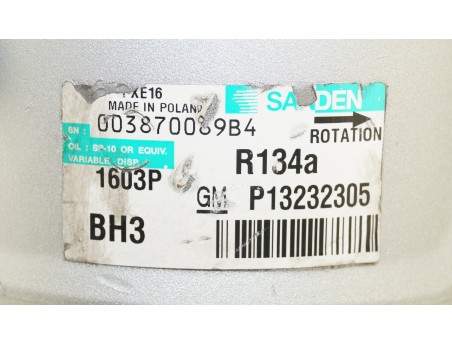 PXE16
MADE IN POLAND
SANDEN
SN : 0038700869B4
ROTATION
OIL : SP-10 OR EQUIV.
VARIABLE DISP.
R134a
1603P
GM P13232305
BH3